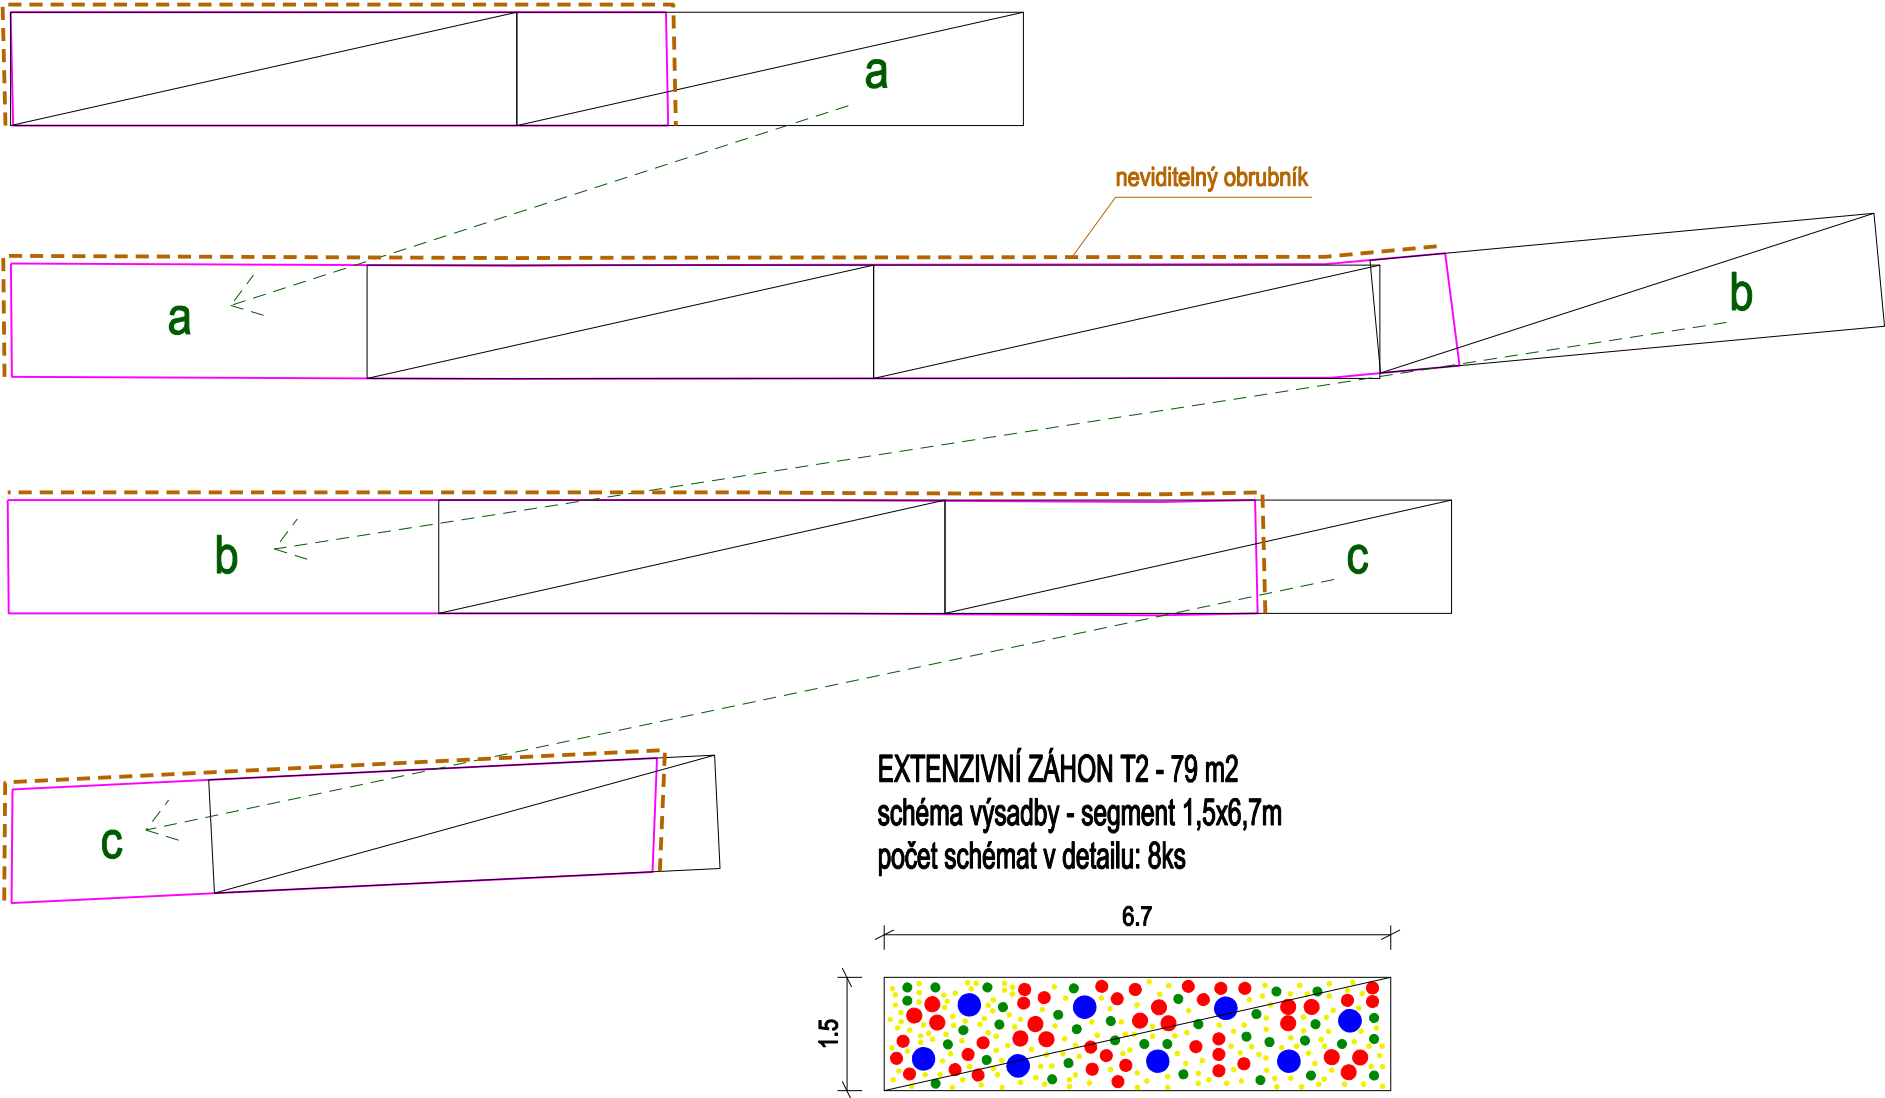 a
neviditelný obrubník
a
b
b
c
c
EXTENZIVNÍ ZÁHON T2 - 79 m2
schéma výsadby - segment 1,5x6,7m
počet schémat v detailu: 8ks
6.7
1.5